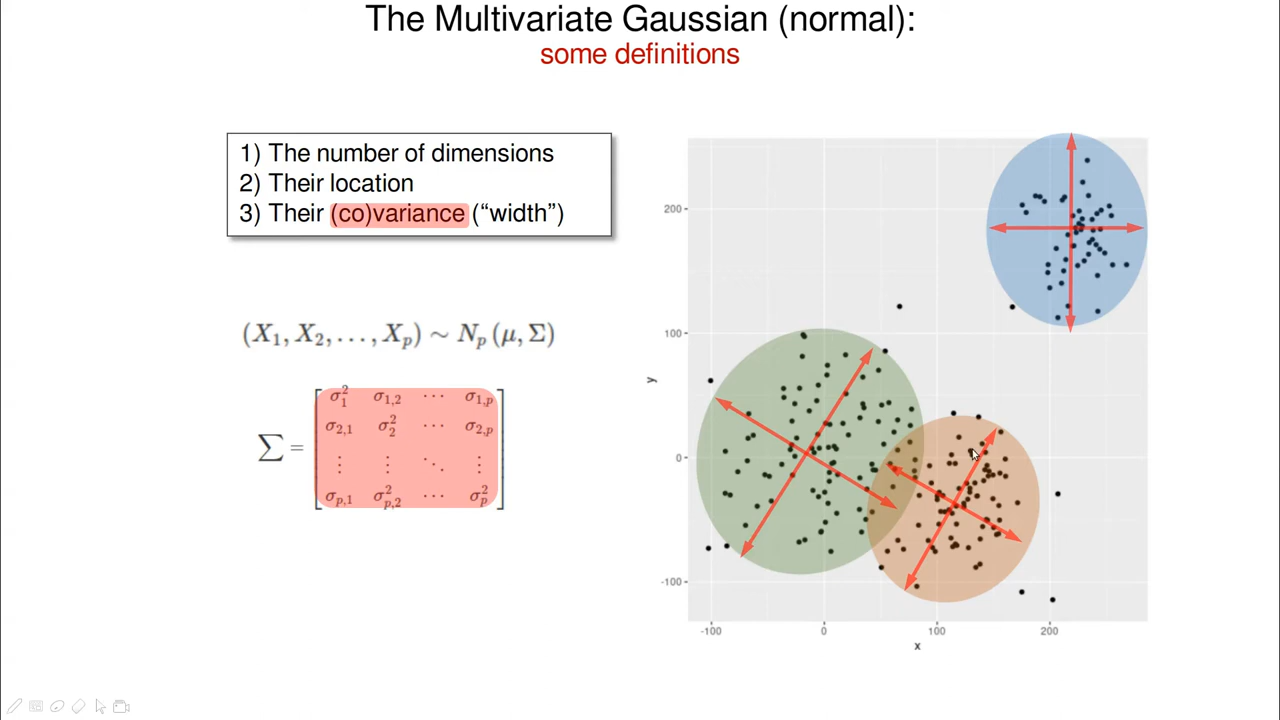 The Multivariate Gaussian (normal):
some definitions
1) The number of dimensions
2) Their location
3) Their (co)variance (“width”)
(X₁, X₂, . . . , Xₚ) ∼ Nₚ (μ, Σ)
∑ =
σ₁² σ₁,₂ ⋯ σ₁,ₚ
σ₂,₁ σ₂² ⋯ σ₂,ₚ
⋮ ⋮ ⋱ ⋮
σₚ,₁ σ²ₚ,₂ ⋯ σₚ²
200
100
0
-100
y
-100 0 100 200
x